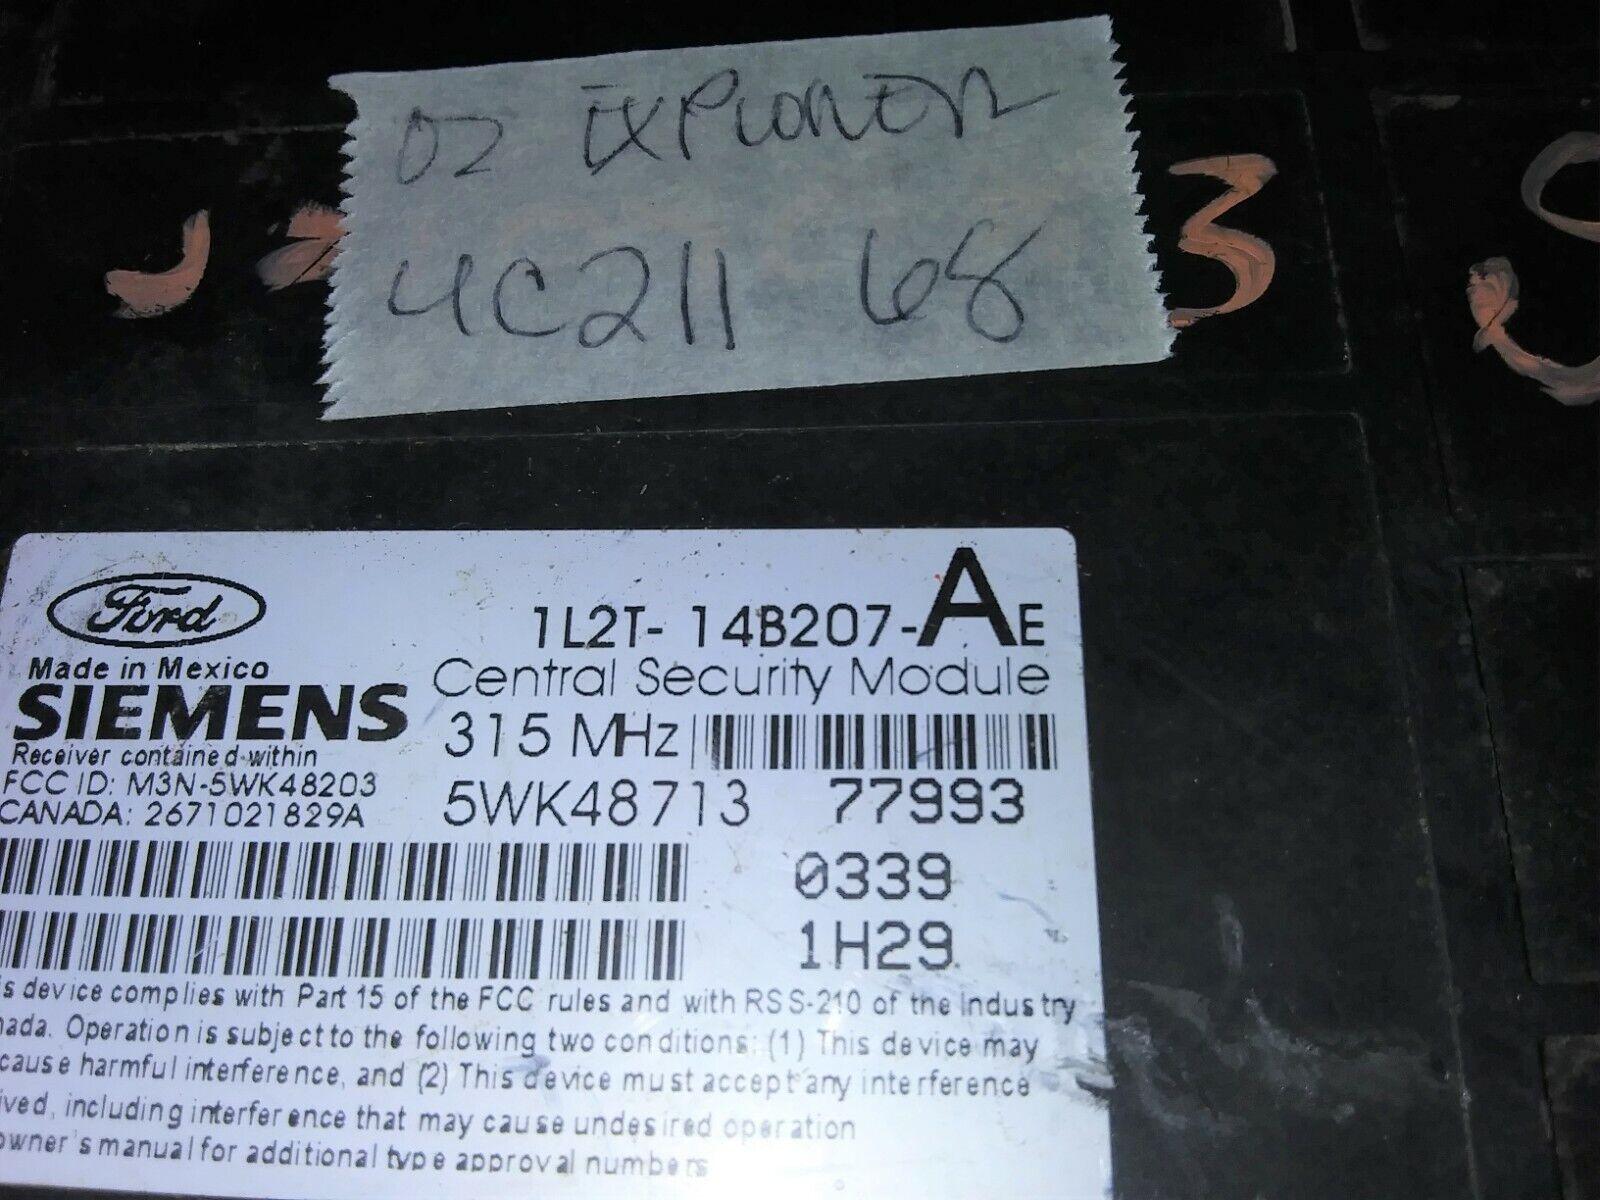 02 EXPLORER
4C211 68
J 3
Ford
1L2T-14B207-AE
Made in Mexico
Central Security Module
SIEMENS
315 MHz
Receiver contained within
FCC ID: M3N-5WK48203
5WK48713 77993
CANADA: 2671021829A
0339
1H29
is device complies with Part 15 of the FCC rules and with RSS-210 of the Industry
nada. Operation is subject to the following two conditions: (1) This device may
cause harmful interference, and (2) This device must accept any interference
ived, including interference that may cause undesired operation
owner's manual for additional type approval numbers